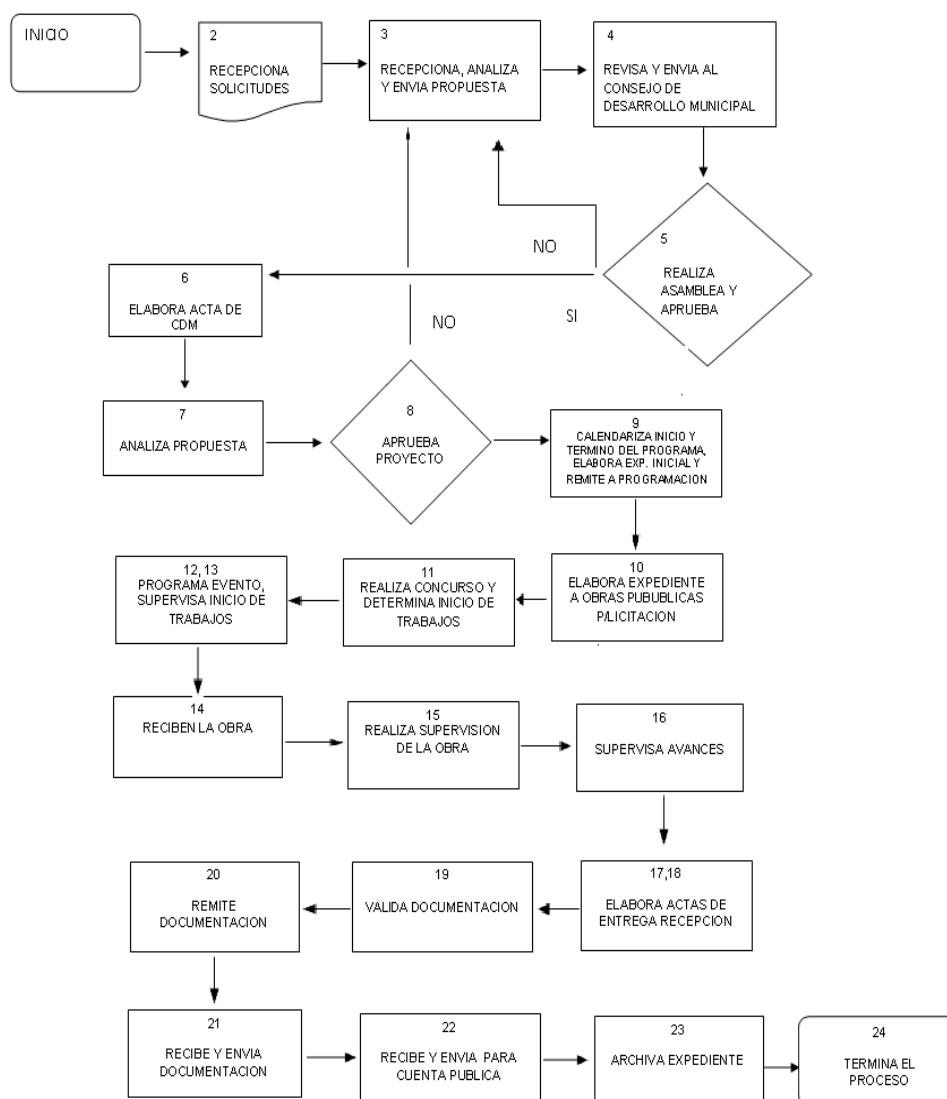 INICIO
2
RECEPCIONA
SOLICITUDES
3
RECEPCIONA, ANALIZA
Y ENVIA PROPUESTA
4
REVISA Y ENVIA AL
CONSEJO DE
DESARROLLO MUNICIPAL
5
REALIZA
ASAMBLEA Y
APRUEBA
NO
SI
6
ELABORA ACTA DE
CDM
NO
7
ANALIZA PROPUESTA
8
APRUEBA
PROYECTO
9
CALENDARIZA INICIO Y
TERMINO DEL PROGRAMA,
ELABORA EXP. INICIAL Y
REMITE A PROGRAMACION
10
ELABORA EXPEDIENTE
A OBRAS PUBUBLICAS
P/LICITACION
11
REALIZA CONCURSO Y
DETERMINA INICIO DE
TRABAJOS
12,13
PROGRAMA EVENTO,
SUPERVISA INICIO DE
TRABAJOS
14
RECIBEN LA OBRA
15
REALIZA SUPERVISION
DE LA OBRA
16
SUPERVISA AVANCES
17,18
ELABORA ACTAS DE
ENTREGA RECEPCION
19
VALIDA DOCUMENTACION
20
REMITE
DOCUMENTACION
21
RECIBE Y ENVIA
DOCUMENTACION
22
RECIBE Y ENVIA PARA
CUENTA PUBLICA
23
ARCHIVA EXPEDIENTE
24
TERMINA EL
PROCESO